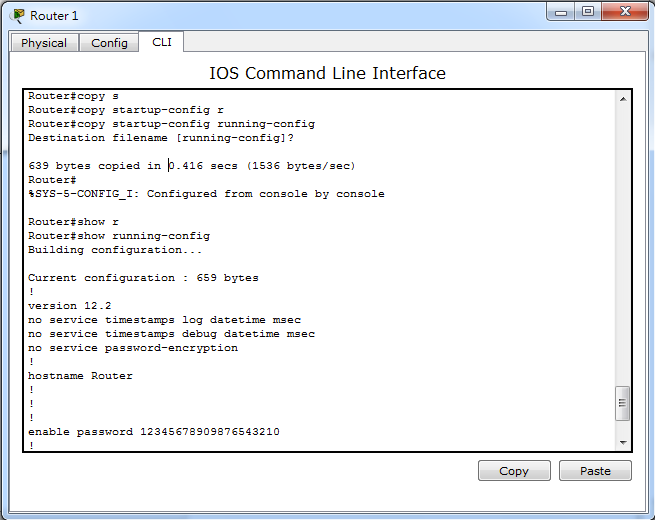 Router 1
Physical Config CLI
IOS Command Line Interface
Router#copy s
Router#copy startup-config r
Router#copy startup-config running-config
Destination filename [running-config]?
639 bytes copied in 0.416 secs (1536 bytes/sec)
Router#
%SYS-5-CONFIG_I: Configured from console by console
Router#show r
Router#show running-config
Building configuration...
Current configuration : 659 bytes
!
version 12.2
no service timestamps log datetime msec
no service timestamps debug datetime msec
no service password-encryption
!
hostname Router
!
!
!
enable password 12345678909876543210
!
Copy Paste